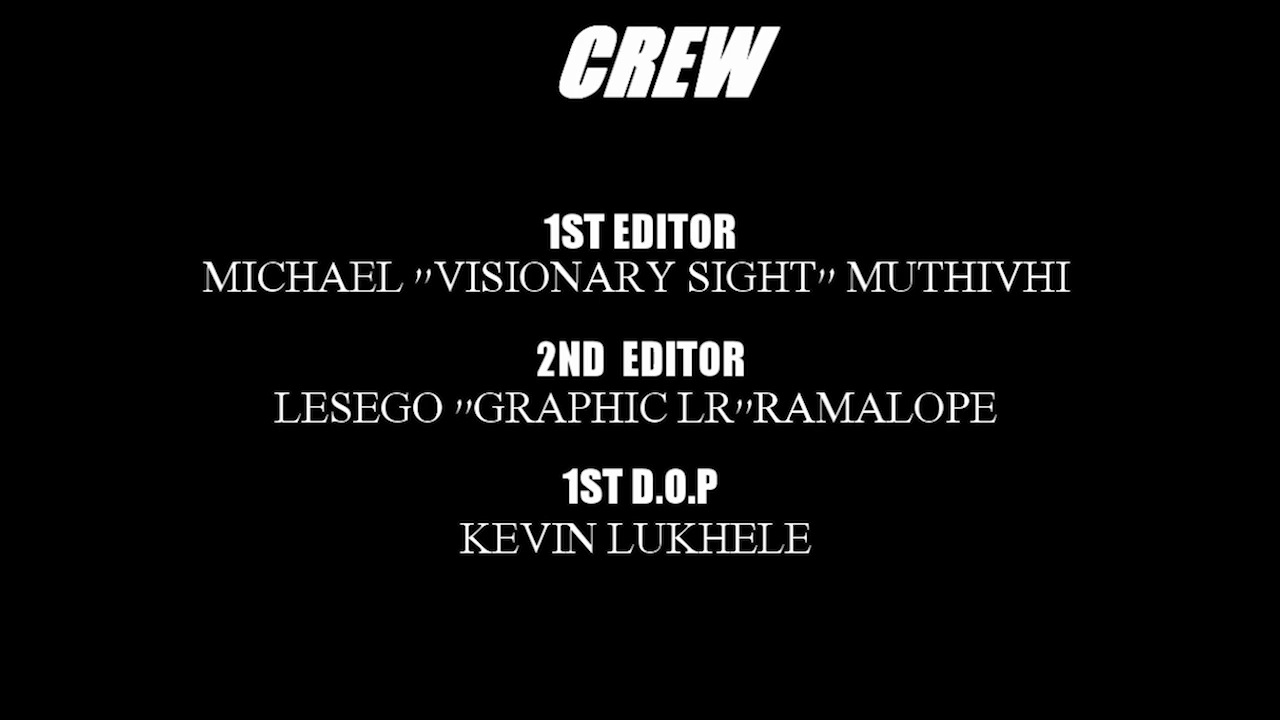 CREW
1ST EDITOR
MICHAEL "VISIONARY SIGHT" MUTHIVHI
2ND EDITOR
LESEGO "GRAPHIC LR"RAMALOPE
1ST D.O.P
KEVIN LUKHELE